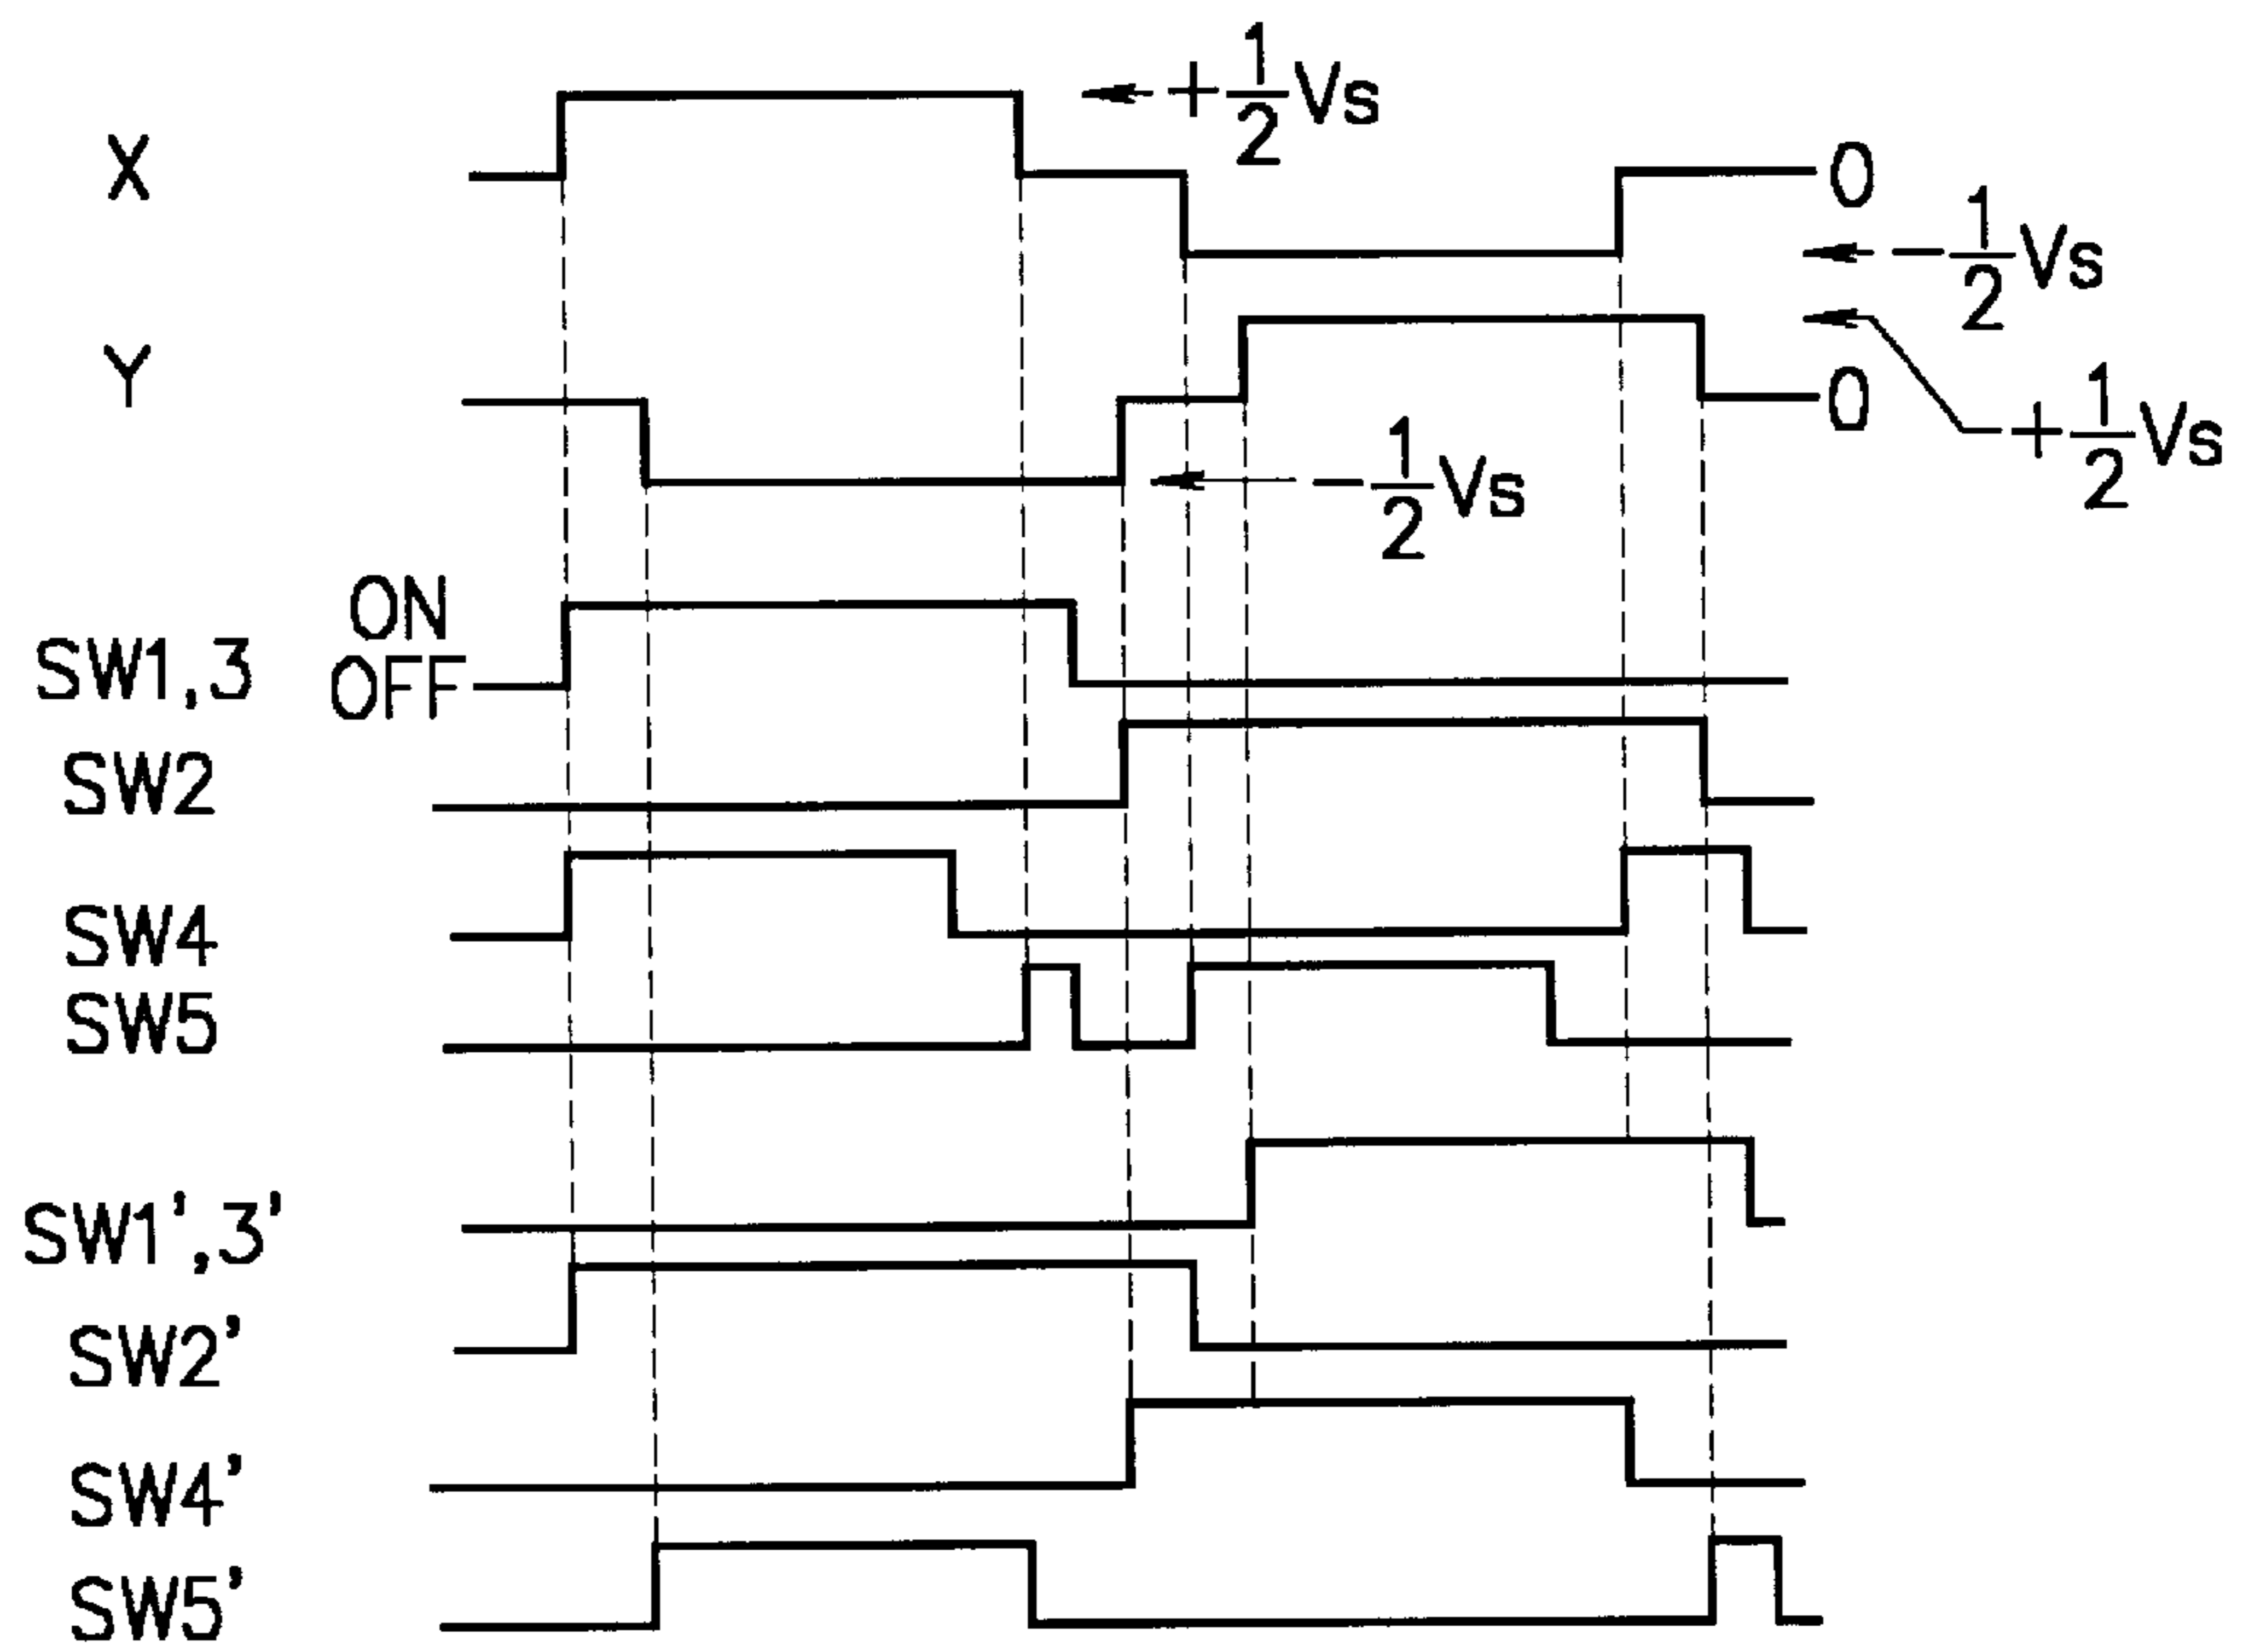 +1/2Vs
X
0
-1/2Vs
Y
0
+1/2Vs
-1/2Vs
ON
OFF
SW1,3
SW2
SW4
SW5
SW1',3'
SW2'
SW4'
SW5'